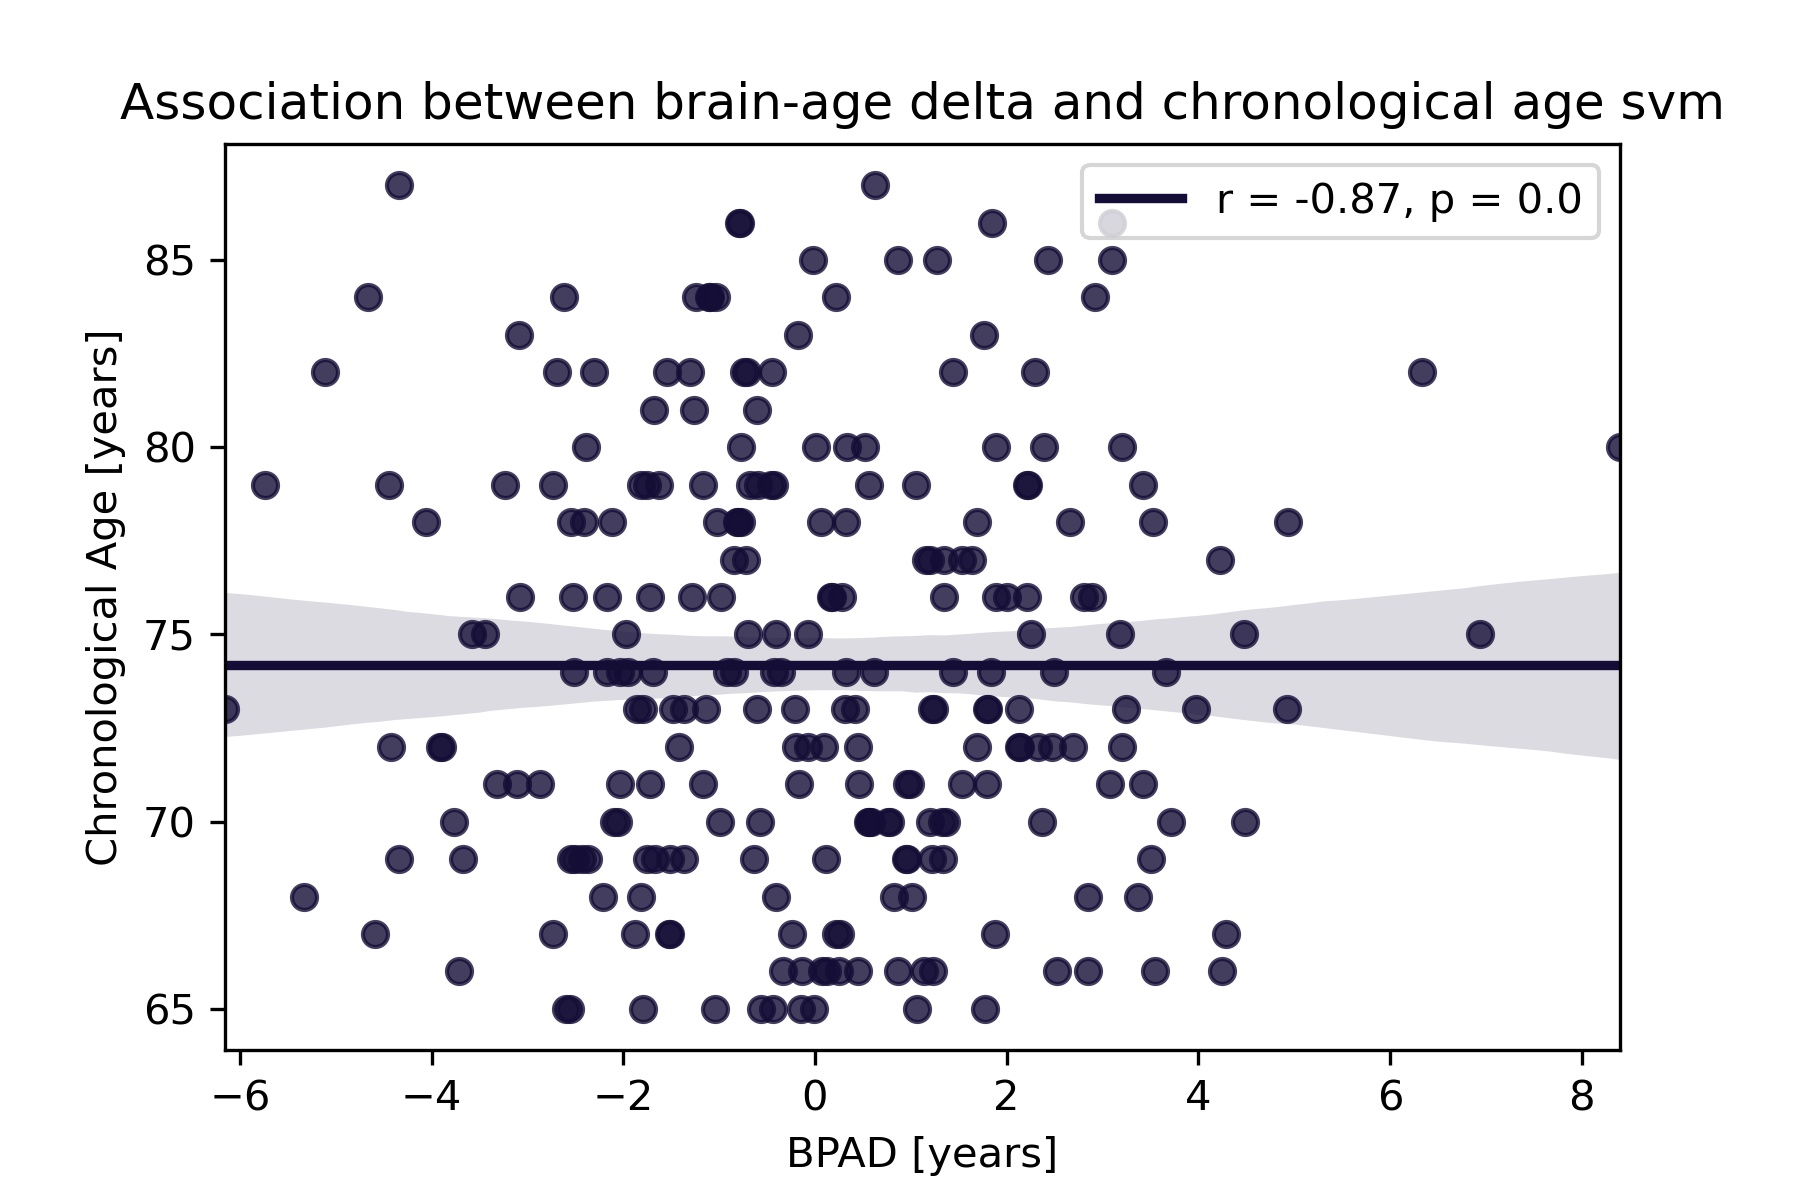 Association between brain-age delta and chronological age svm
r = -0.87, p = 0.0
Chronological Age [years]
85
80
75
70
65
−6 −4 −2 0 2 4 6 8
BPAD [years]